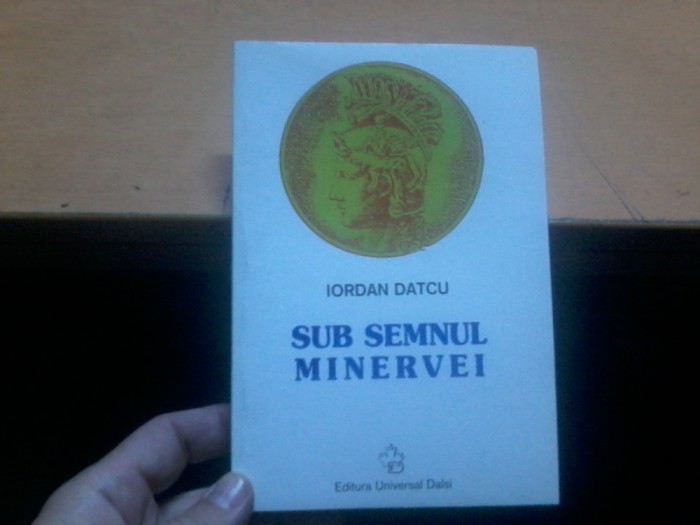 IORDAN DATCU
SUB SEMNUL
MINERVEI
Editura Universal Dalsi